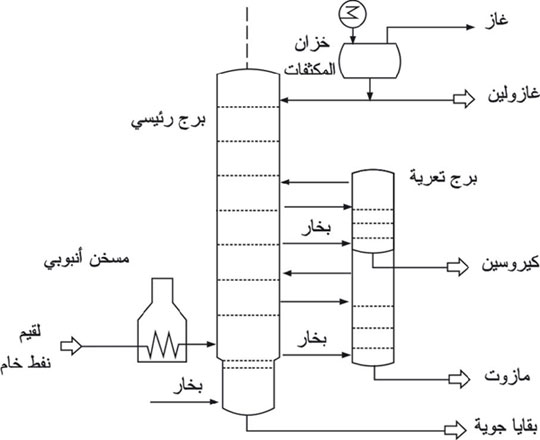 غاز
خزان
المكثفات
غازولين
برج رئيسي
برج تعرية
بخار
كيروسين
مسخن أنبوبي
لقيم
نفط خام
بخار
مازوت
بخار
بقايا جوية